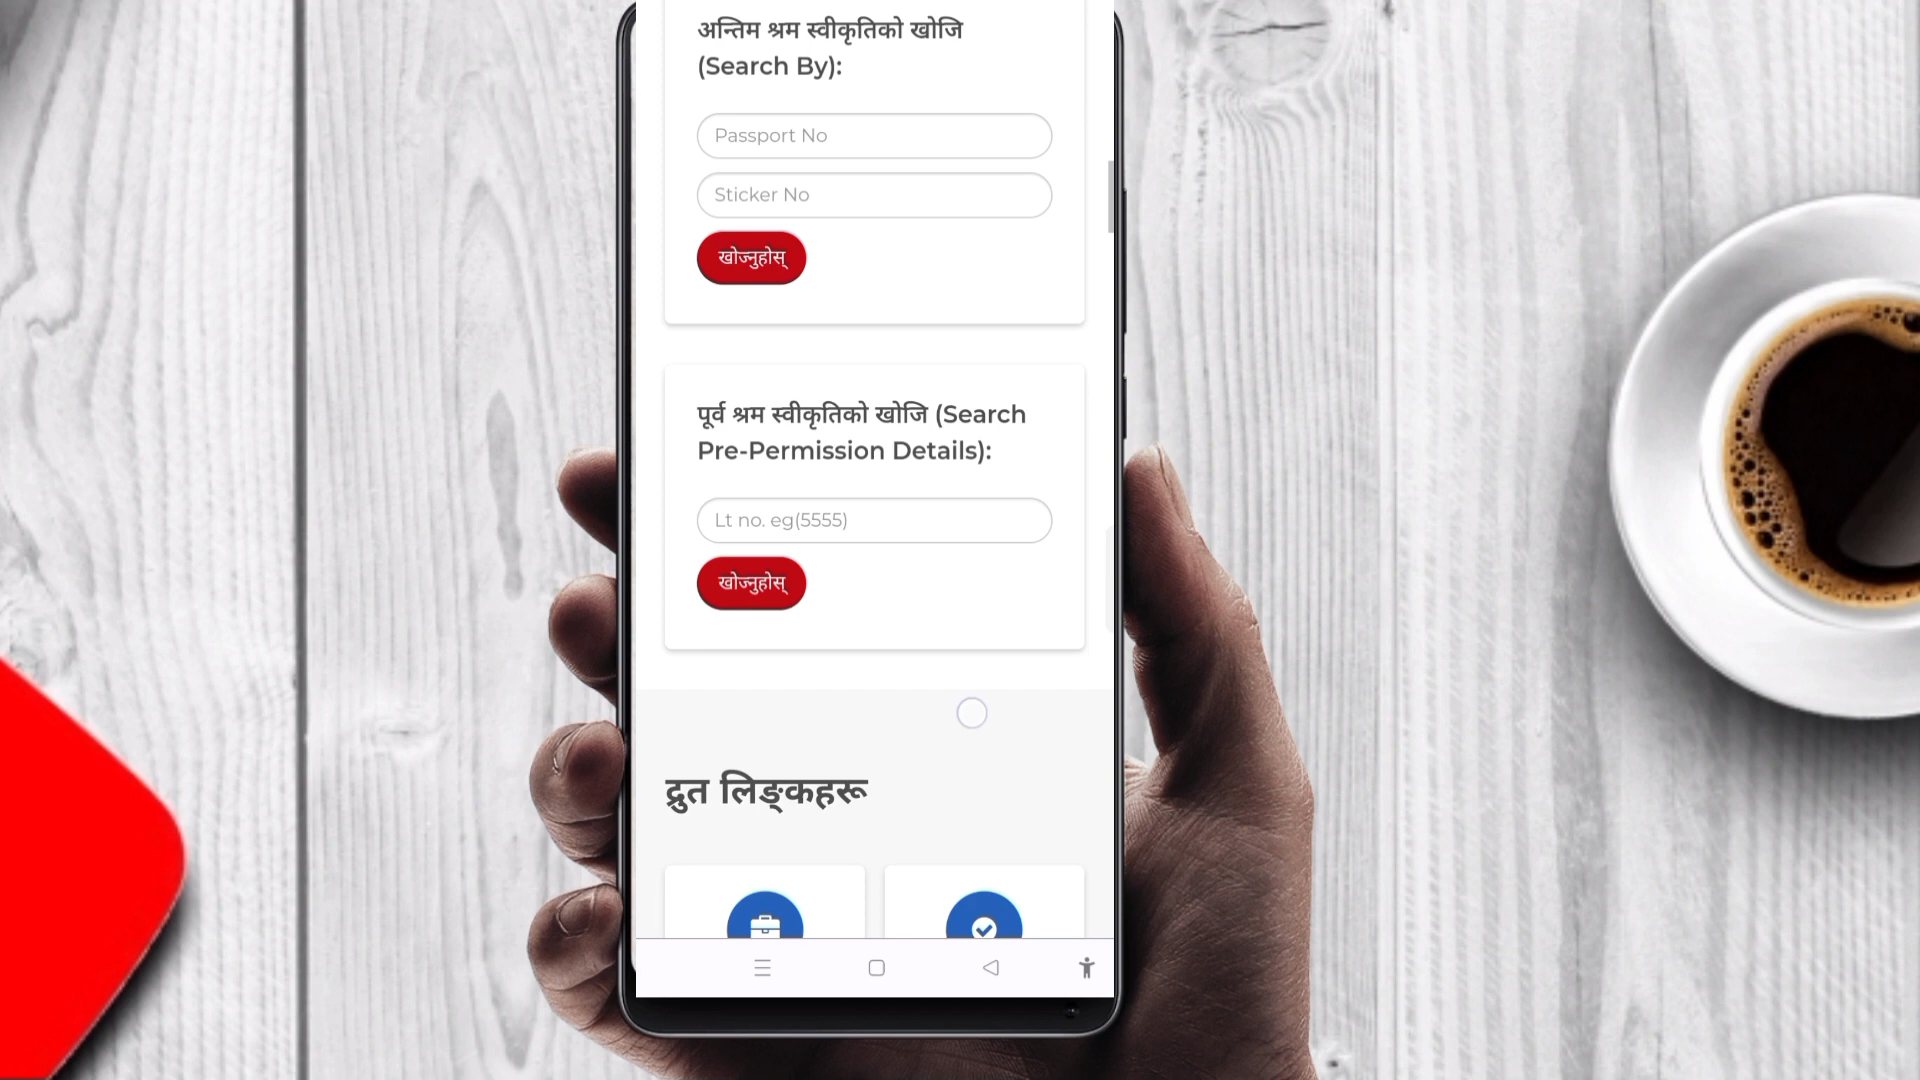 अन्तिम श्रम स्वीकृतिको खोजि
(Search By):
Passport No
Sticker No
खोज्नुहोस्
पूर्व श्रम स्वीकृतिको खोजि (Search
Pre-Permission Details):
Lt no. eg(5555)
खोज्नुहोस्
द्रुत लिङ्कहरू